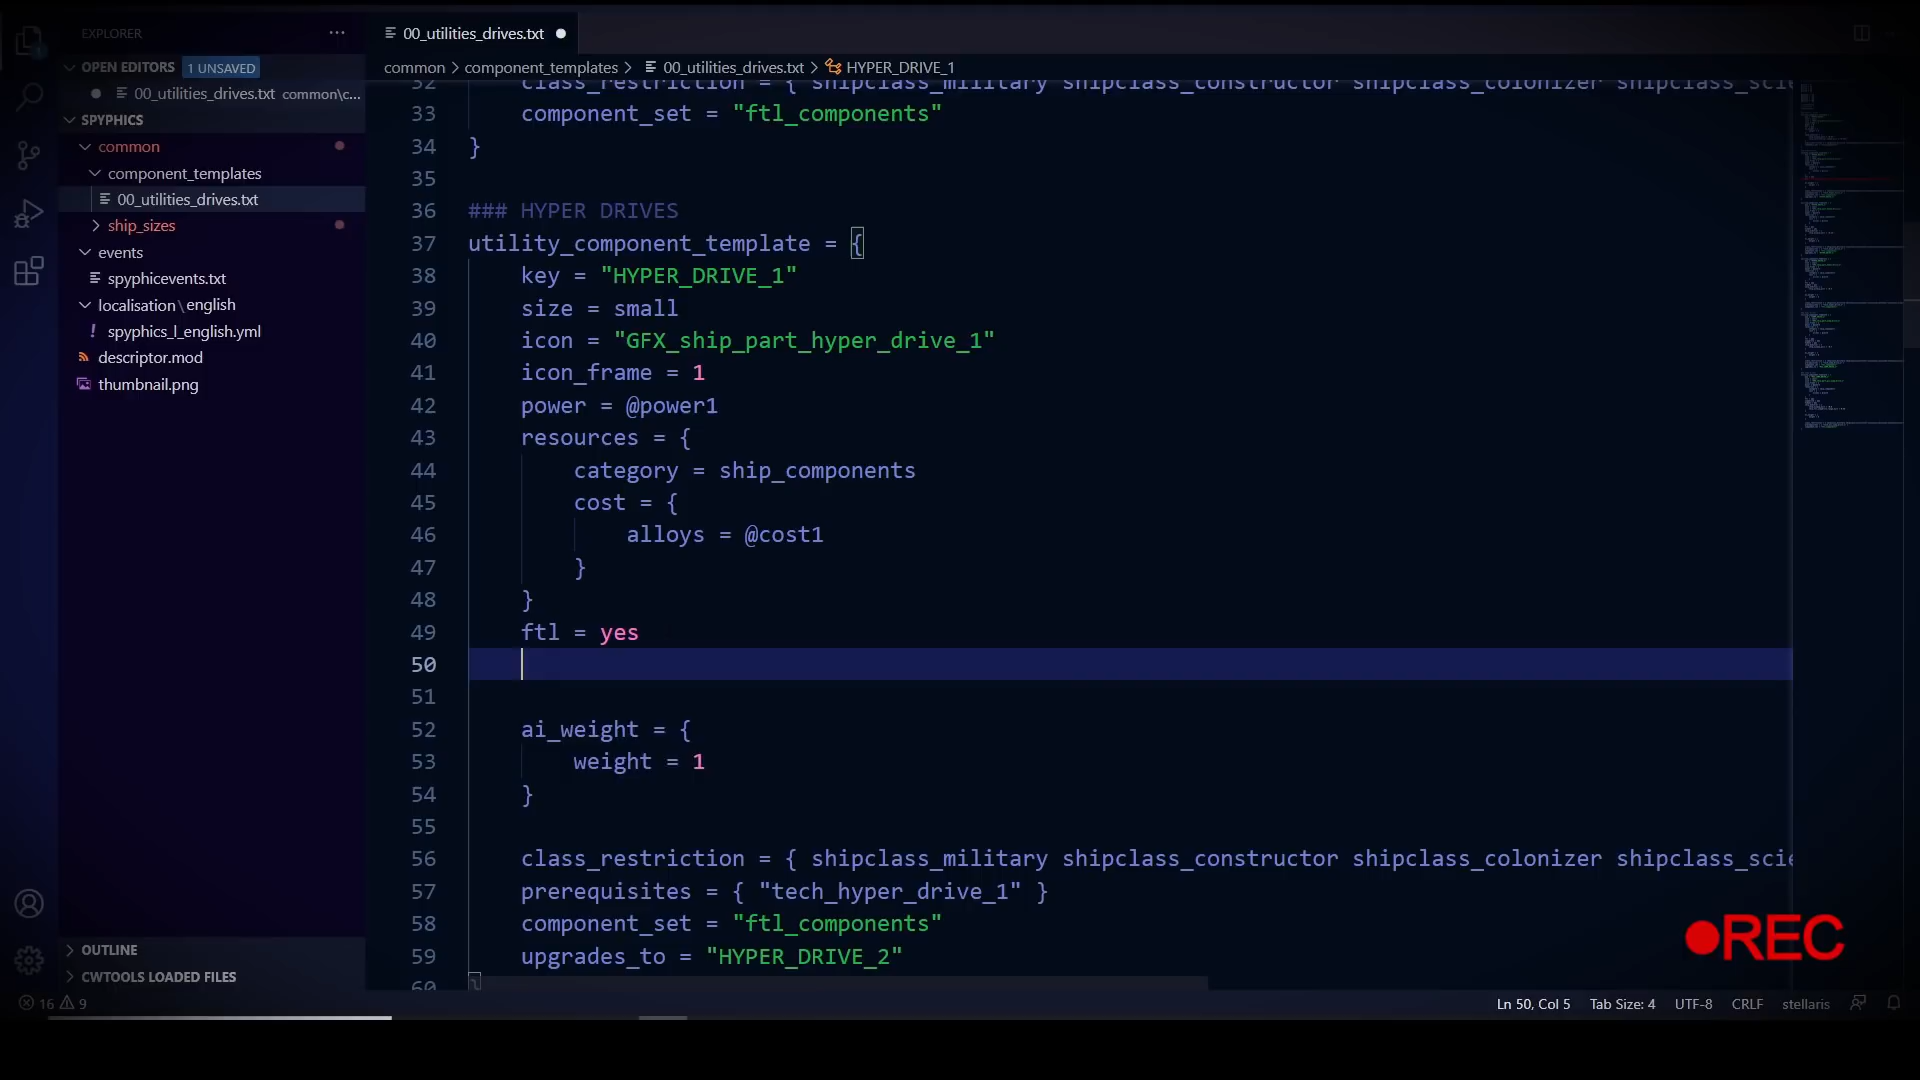 EXPLORER
···
00_utilities_drives.txt
OPEN EDITORS 1 UNSAVED
00_utilities_drives.txt common\c...
common > component_templates > 00_utilities_drives.txt > HYPER_DRIVE_1
SPYPHICS
common
component_templates
00_utilities_drives.txt
ship_sizes
events
spyphicevents.txt
localisation\english
spyphics_l_english.yml
descriptor.mod
thumbnail.png
32 class_restriction = { shipclass_military shipclass_constructor shipclass_colonizer shipclass_scie
33 component_set = "ftl_components"
34 }
35
36 ### HYPER DRIVES
37 utility_component_template = {
38 key = "HYPER_DRIVE_1"
39 size = small
40 icon = "GFX_ship_part_hyper_drive_1"
41 icon_frame = 1
42 power = @power1
43 resources = {
44 category = ship_components
45 cost = {
46 alloys = @cost1
47 }
48 }
49 ftl = yes
50
51
52 ai_weight = {
53 weight = 1
54 }
55
56 class_restriction = { shipclass_military shipclass_constructor shipclass_colonizer shipclass_scie
57 prerequisites = { "tech_hyper_drive_1" }
58 component_set = "ftl_components"
59 upgrades_to = "HYPER_DRIVE_2"
60 }
OUTLINE
CWTOOLS LOADED FILES
REC
16 9
Ln 50, Col 5 Tab Size: 4 UTF-8 CRLF stellaris